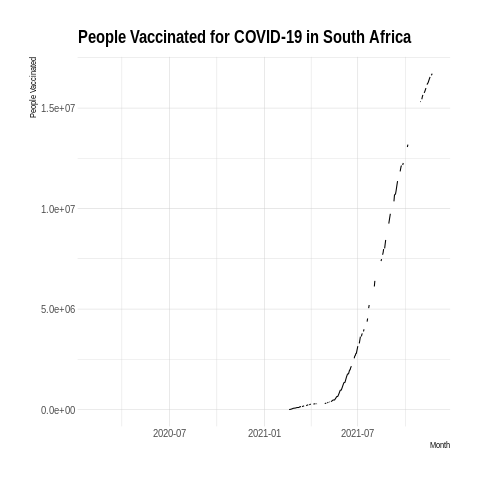 People Vaccinated for COVID-19 in South Africa
People Vaccinated
1.5e+07
1.0e+07
5.0e+06
0.0e+00
2020-07 2021-01 2021-07
Month